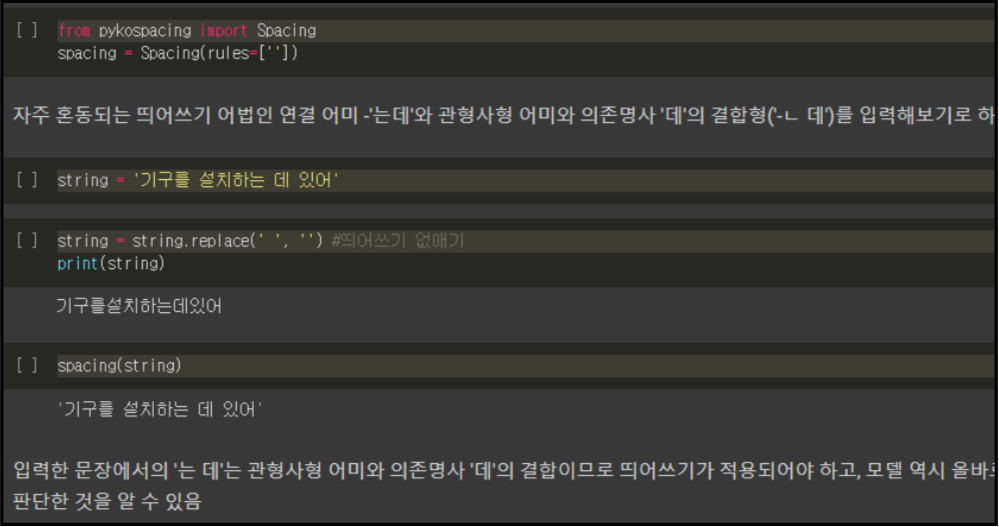 [ ] from pykospacing import Spacing
spacing = Spacing(rules=[''])
자주 혼동되는 띄어쓰기 어법인 연결 어미 -'는데'와 관형사형 어미와 의존명사 '데'의 결합형('-ㄴ 데')를 입력해보기로 하
[ ] string = '기구를 설치하는 데 있어'
[ ] string = string.replace(' ', '') #띄어쓰기 없애기
print(string)
기구를설치하는데있어
[ ] spacing(string)
'기구를 설치하는 데 있어'
입력한 문장에서의 '는 데'는 관형사형 어미와 의존명사 '데'의 결합이므로 띄어쓰기가 적용되어야 하고, 모델 역시 올바
판단한 것을 알 수 있음